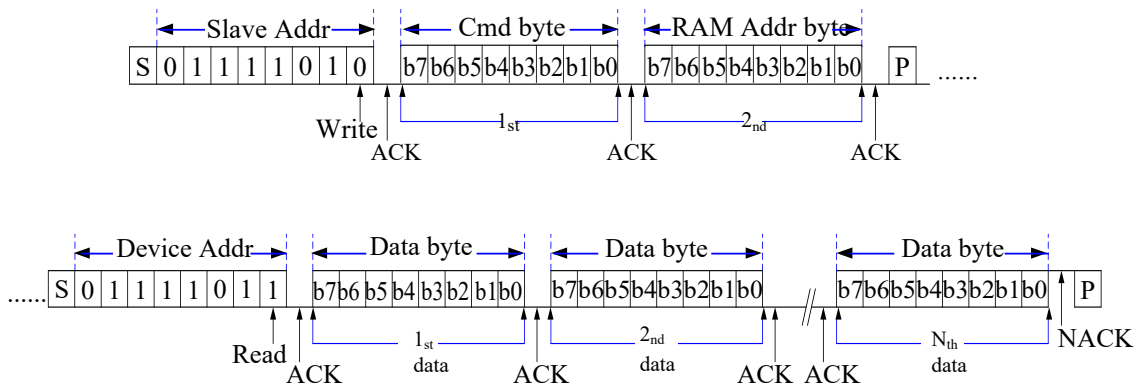 Slave Addr Cmd byte RAM Addr byte
S 0 1 1 1 1 0 1 0 b7 b6 b5 b4 b3 b2 b1 b0 b7 b6 b5 b4 b3 b2 b1 b0 P ......
Write 1st 2nd
ACK ACK ACK
Device Addr Data byte Data byte Data byte
...... S 0 1 1 1 1 0 1 1 b7 b6 b5 b4 b3 b2 b1 b0 b7 b6 b5 b4 b3 b2 b1 b0 // b7 b6 b5 b4 b3 b2 b1 b0 P
Read 1st 2nd Nth NACK
data data data
ACK ACK ACK ACK